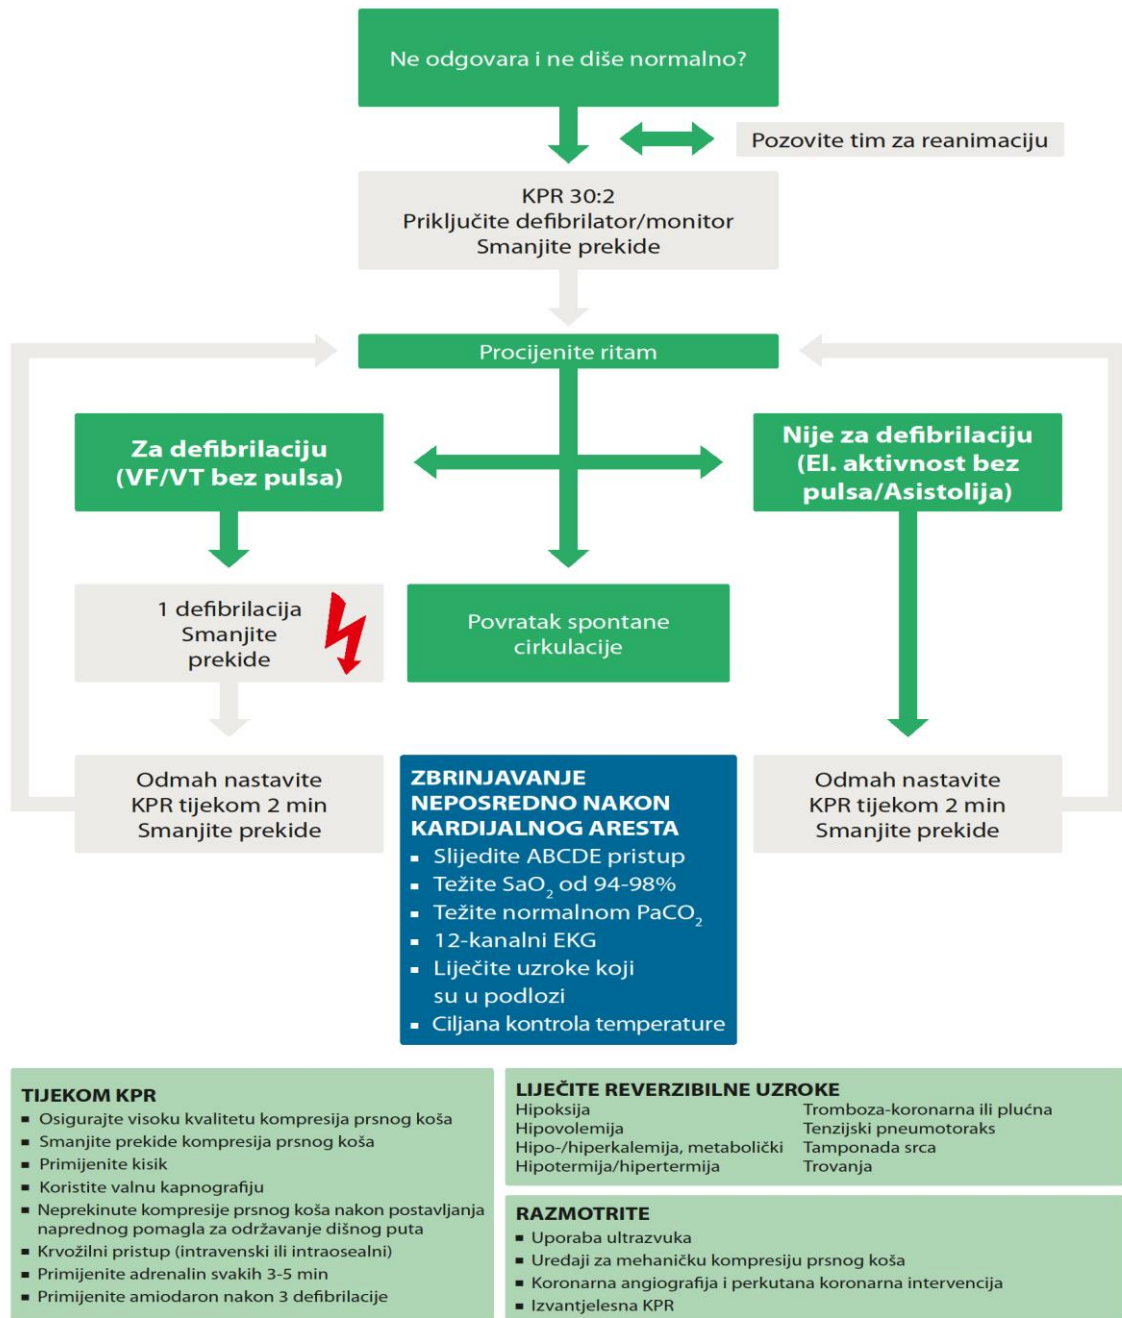 Ne odgovara i ne diše normalno?
Pozovite tim za reanimaciju
KPR 30:2
Priključite defibrilator/monitor
Smanjite prekide
Procijenite ritam
Za defibrilaciju
(VF/VT bez pulsa)
Nije za defibrilaciju
(El. aktivnost bez
pulsa/Asistolija)
1 defibrilacija
Smanjite
prekide
Povratak spontane
cirkulacije
Odmah nastavite
KPR tijekom 2 min
Smanjite prekide
ZBRINJAVANJE
NEPOSREDNO NAKON
KARDIJALNOG ARESTA
▪ Slijedite ABCDE pristup
▪ Težite SaO₂ od 94-98%
▪ Težite normalnom PaCO₂
▪ 12-kanalni EKG
▪ Liječite uzroke koji
su u podlozi
▪ Ciljana kontrola temperature
Odmah nastavite
KPR tijekom 2 min
Smanjite prekide
TIJEKOM KPR
▪ Osigurajte visoku kvalitetu kompresija prsnog koša
▪ Smanjite prekide kompresija prsnog koša
▪ Primijenite kisik
▪ Koristite valnu kapnografiju
▪ Neprekinute kompresije prsnog koša nakon postavljanja
naprednog pomagla za održavanje dišnog puta
▪ Krvožilni pristup (intravenski ili intraosealni)
▪ Primijenite adrenalin svakih 3-5 min
▪ Primijenite amiodaron nakon 3 defibrilacije
LIJEČITE REVERZIBILNE UZROKE
Hipoksija
Hipovolemija
Hipo-/hiperkalemija, metabolički
Hipotermija/hipertermija
Tromboza-koronarna ili plućna
Tenzijski pneumotoraks
Tamponada srca
Trovanja
RAZMOTRITE
▪ Uporaba ultrazvuka
▪ Uredaji za mehaničku kompresiju prsnog koša
▪ Koronarna angiografija i perkutana koronarna intervencija
▪ Izvantjelesna KPR